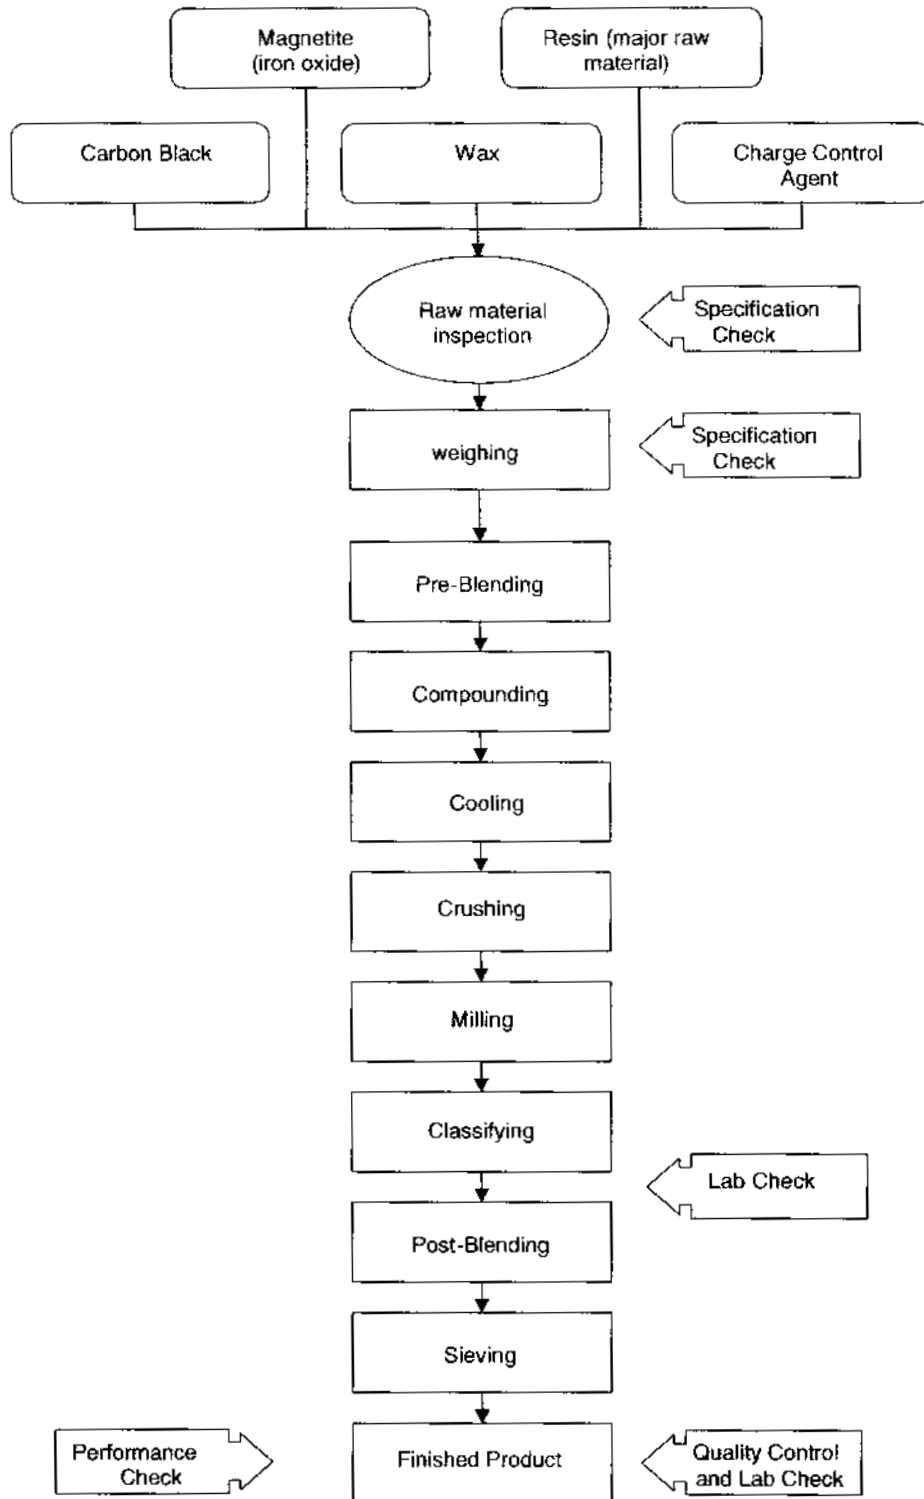 Magnetite
(iron oxide)
Resin (major raw
material)
Carbon Black
Wax
Charge Control
Agent
Raw material
inspection
Specification
Check
weighing
Specification
Check
Pre-Blending
Compounding
Cooling
Crushing
Milling
Classifying
Lab Check
Post-Blending
Sieving
Performance
Check
Finished Product
Quality Control
and Lab Check